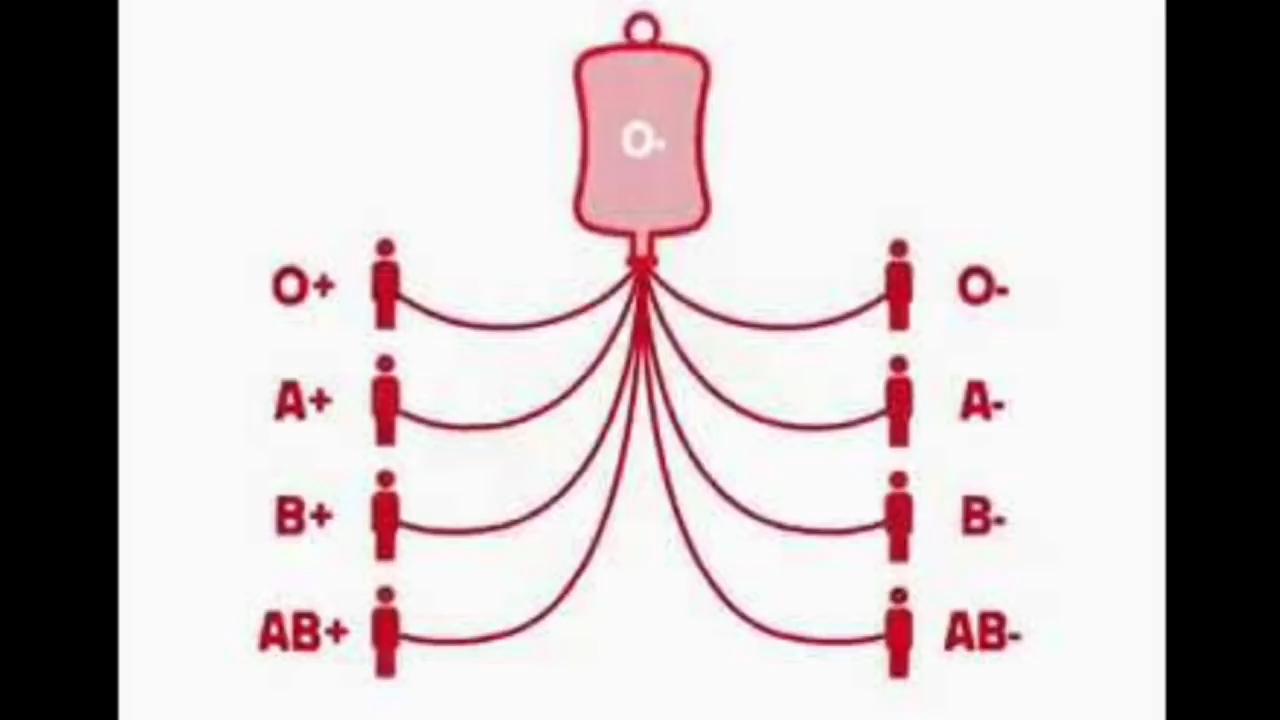 O-
O+ O-
A+ A-
B+ B-
AB+ AB-